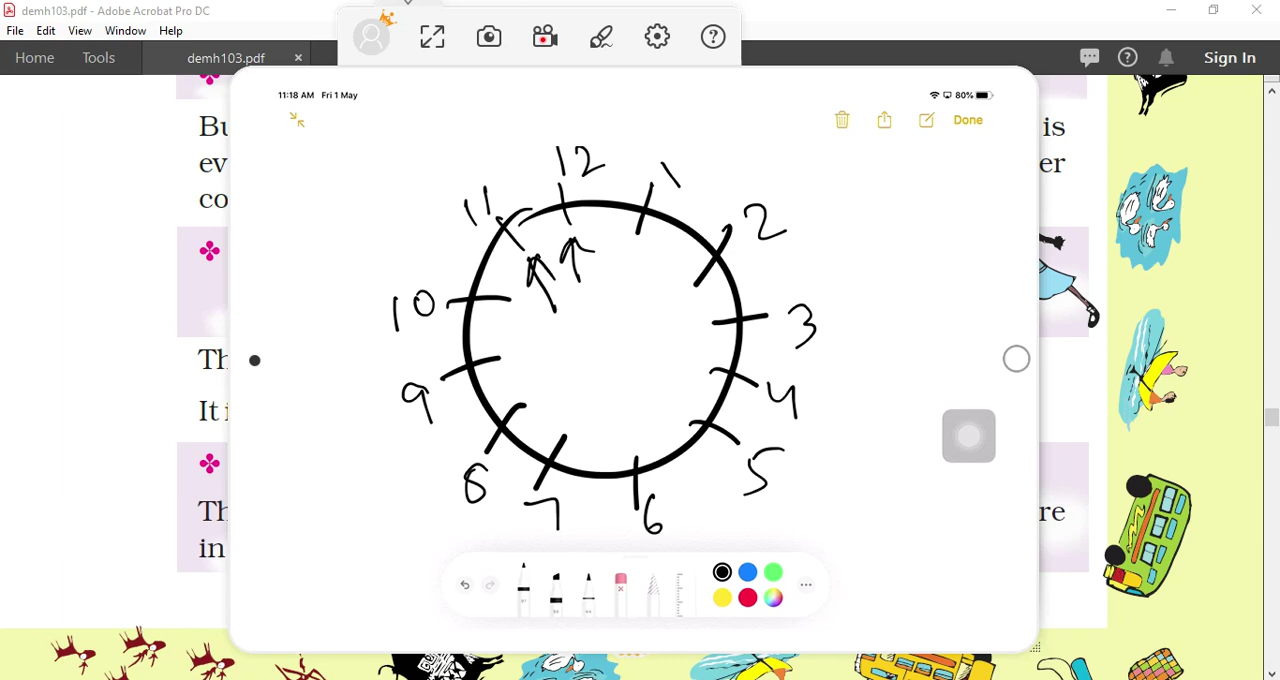 demh103.pdf - Adobe Acrobat Pro DC
File Edit View Window Help
Home Tools demh103.pdf × Sign In
11:18 AM Fri 1 May 80%
Done
Bu is
ev er
co
Th
It i
Th re
in
12
11 1
2
10
3
9 4
8 5
7 6